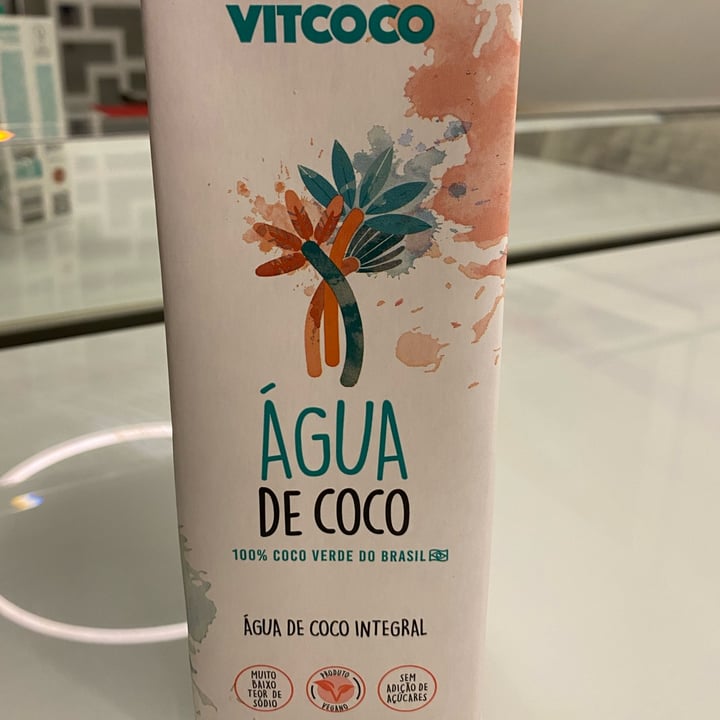 VITCOCO
ÁGUA
DE COCO
100% COCO VERDE DO BRASIL
ÁGUA DE COCO INTEGRAL
MUITO
BAIXO
TEOR DE
SÓDIO
PRODUTO
VEGANO
SEM
ADIÇÃO DE
AÇÚCARES